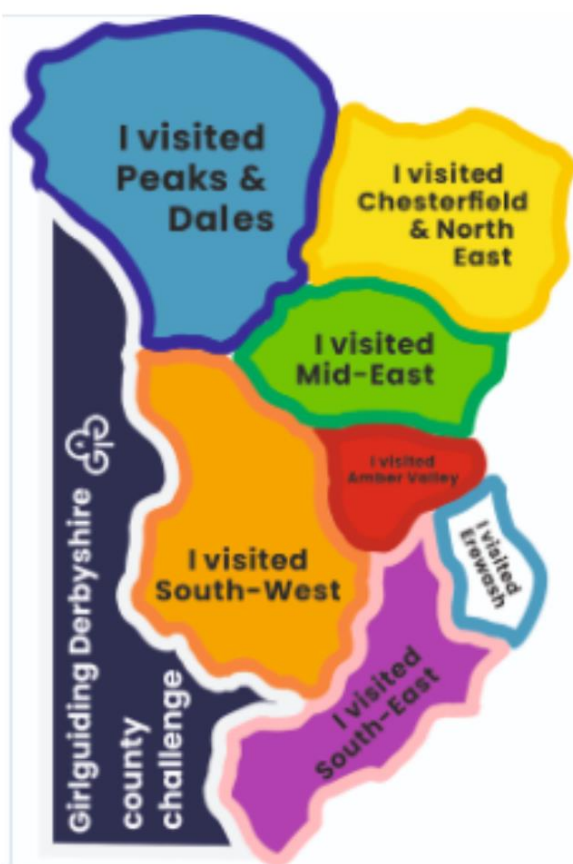 I visited
Peaks &
Dales
I visited
Chesterfield
& North
East
I visited
Mid-East
I visited
Amber Valley
I visited
Erewash
I visited
South-West
I visited
South-East
Girlguiding Derbyshire
county
challenge